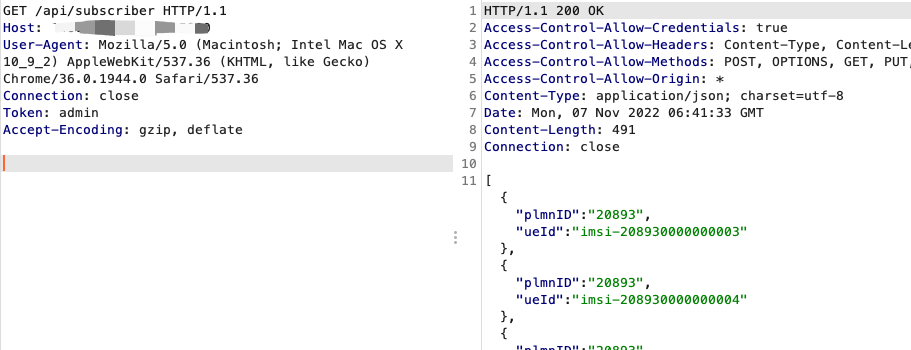 GET /api/subscriber HTTP/1.1
Host:
User-Agent: Mozilla/5.0 (Macintosh; Intel Mac OS X
10_9_2) AppleWebKit/537.36 (KHTML, like Gecko)
Chrome/36.0.1944.0 Safari/537.36
Connection: close
Token: admin
Accept-Encoding: gzip, deflate
1 HTTP/1.1 200 OK
2 Access-Control-Allow-Credentials: true
3 Access-Control-Allow-Headers: Content-Type, Content-Le
4 Access-Control-Allow-Methods: POST, OPTIONS, GET, PUT,
5 Access-Control-Allow-Origin: *
6 Content-Type: application/json; charset=utf-8
7 Date: Mon, 07 Nov 2022 06:41:33 GMT
8 Content-Length: 491
9 Connection: close
10
11 [
{
"plmnID":"20893",
"ueId":"imsi-208930000000003"
},
{
"plmnID":"20893",
"ueId":"imsi-208930000000004"
},
{
"plmnID":"20893",